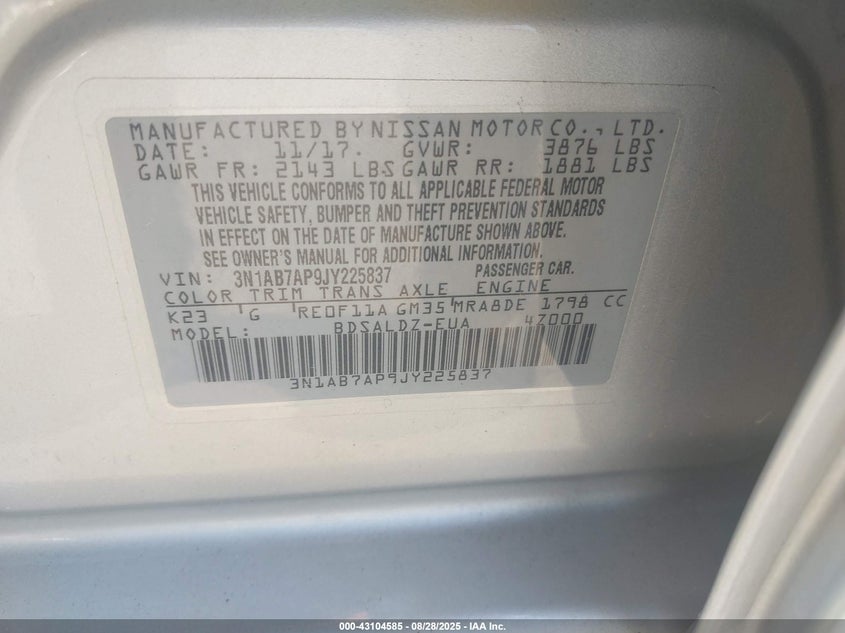 MANUFACTURED BY NISSAN MOTOR CO., LTD.
DATE: 11/17. GVWR: 3876 LBS
GAWR FR: 2143 LBS GAWR RR: 1881 LBS
THIS VEHICLE CONFORMS TO ALL APPLICABLE FEDERAL MOTOR
VEHICLE SAFETY, BUMPER AND THEFT PREVENTION STANDARDS
IN EFFECT ON THE DATE OF MANUFACTURE SHOWN ABOVE.
SEE OWNER'S MANUAL FOR ADDITIONAL INFORMATION.
VIN: 3N1AB7AP9JY225837 PASSENGER CAR.
COLOR TRIM TRANS AXLE ENGINE
K23 G RE0F11A GM35 MRA8DE 1798 CC
MODEL: BDSALDZ-EUA 47000
3N1AB7AP9JY225837
000-43104585 - 08/28/2025 - IAA Inc.